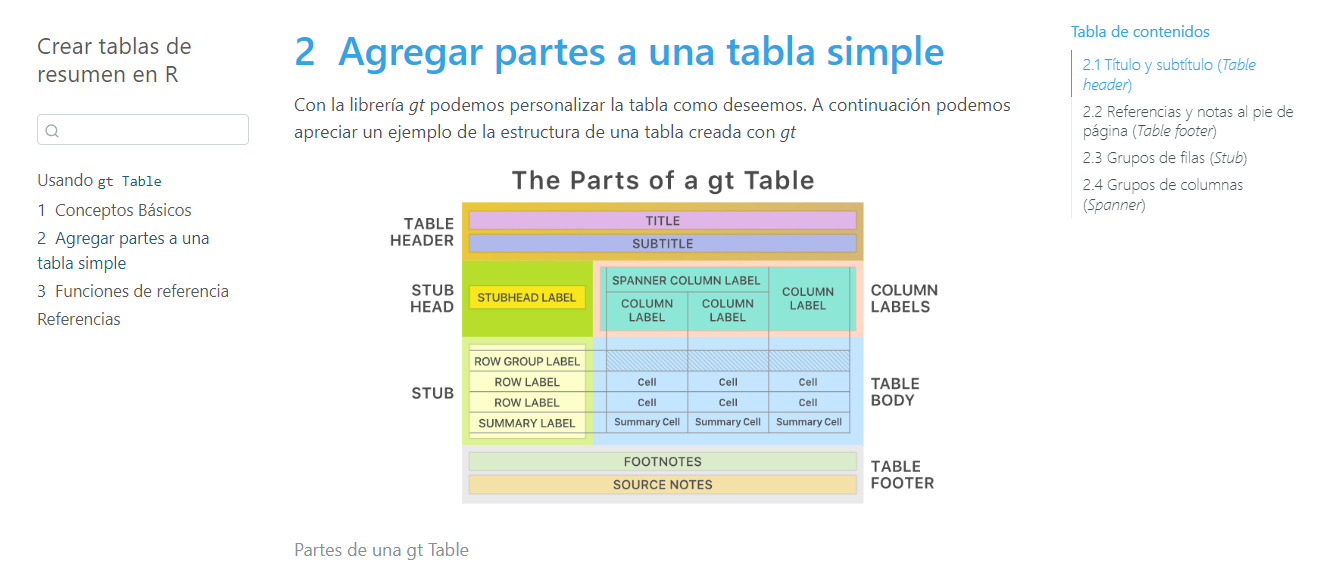 Crear tablas de
resumen en R
Usando gt Table
1 Conceptos Básicos
2 Agregar partes a una
tabla simple
3 Funciones de referencia
Referencias
2 Agregar partes a una tabla simple
Con la librería gt podemos personalizar la tabla como deseemos. A continuación podemos
apreciar un ejemplo de la estructura de una tabla creada con gt
The Parts of a gt Table
TABLE
HEADER
TITLE
SUBTITLE
STUB
HEAD
STUBHEAD LABEL
SPANNER COLUMN LABEL
COLUMN
LABEL
COLUMN
LABEL
COLUMN
LABEL
COLUMN
LABELS
STUB
ROW GROUP LABEL
ROW LABEL Cell Cell Cell
ROW LABEL Cell Cell Cell
SUMMARY LABEL Summary Cell Summary Cell Summary Cell
TABLE
BODY
FOOTNOTES
SOURCE NOTES
TABLE
FOOTER
Partes de una gt Table
Tabla de contenidos
2.1 Título y subtítulo (Table
header)
2.2 Referencias y notas al pie de
página (Table footer)
2.3 Grupos de filas (Stub)
2.4 Grupos de columnas
(Spanner)